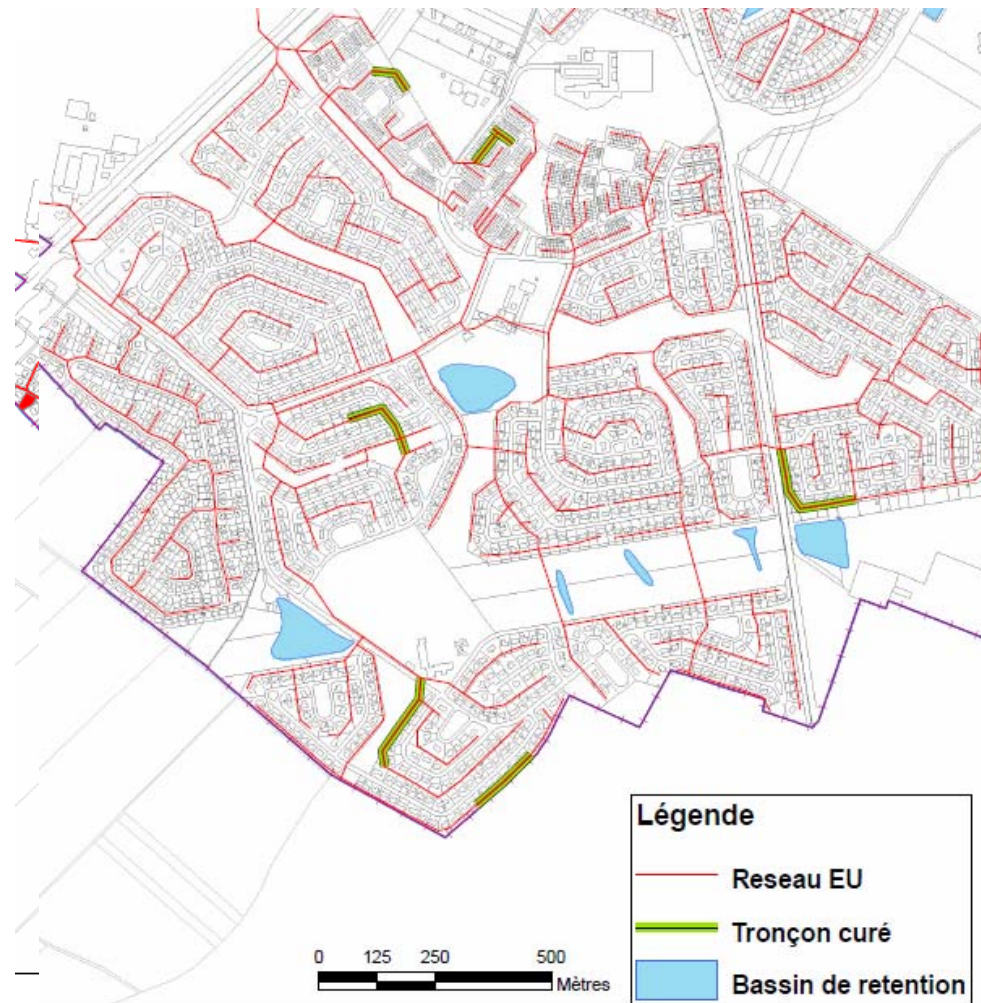 Légende
Reseau EU
Tronçon curé
Bassin de retention
0 125 250 500
Mètres